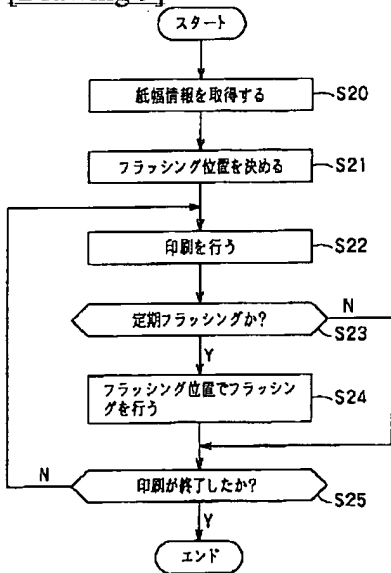 スタート
紙幅情報を取得する
S20
フラッシング位置を決める
S21
印刷を行う
S22
定期フラッシングか?
N
S23
Y
フラッシング位置でフラッシン
グを行う
S24
N
印刷が終了したか?
S25
Y
エンド